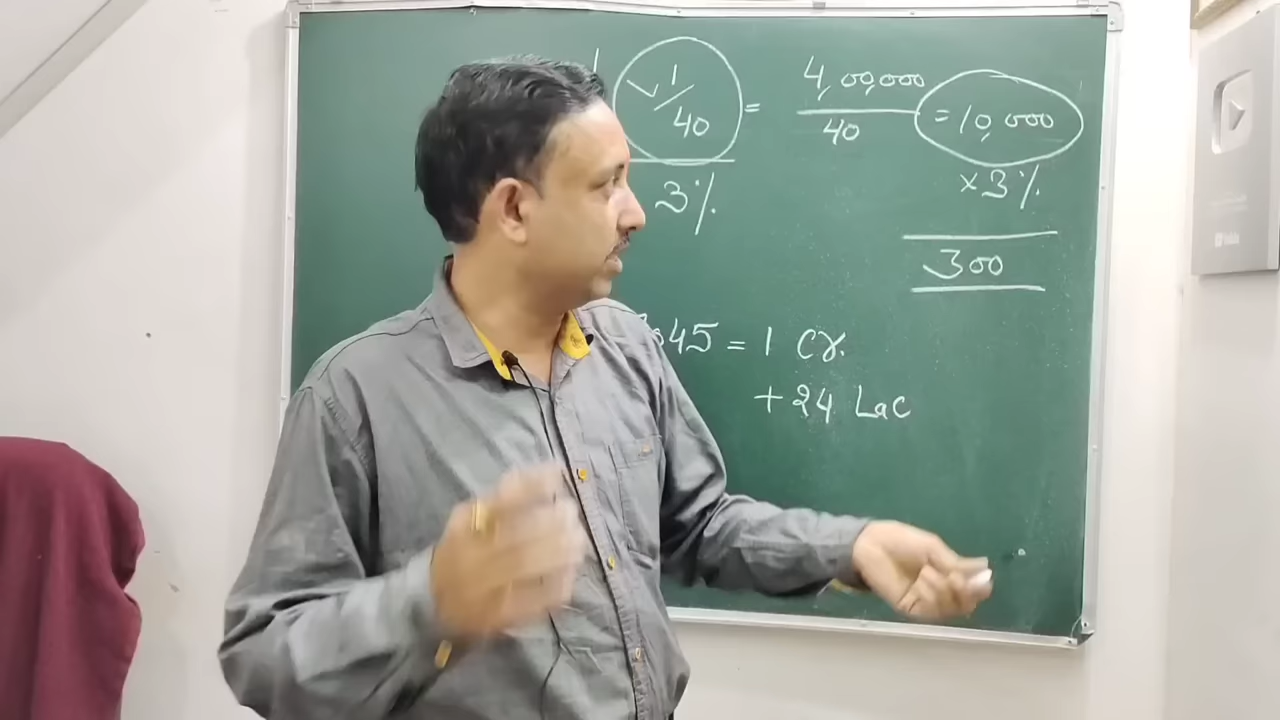 1/40 = 4,00,000/40 = 10,000
3%
×3%
300
45 = 1 Cr.
+24 Lac